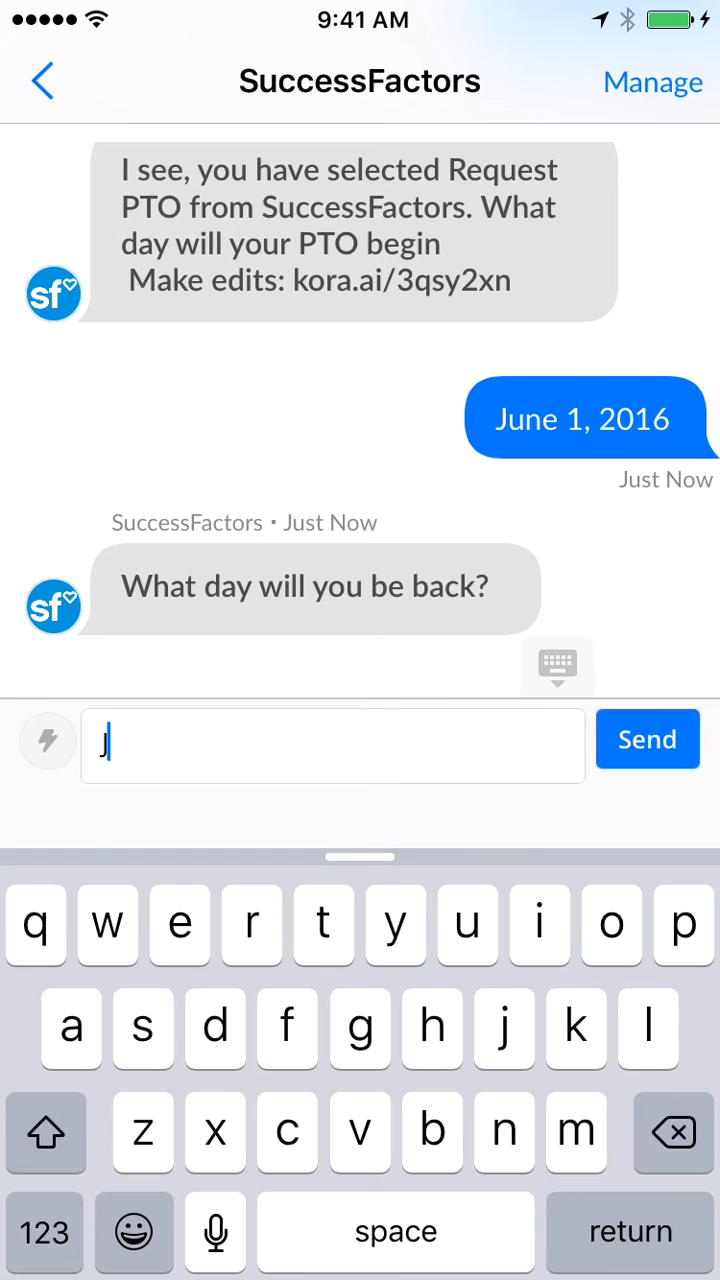 9:41 AM
SuccessFactors
Manage
I see, you have selected Request
PTO from SuccessFactors. What
day will your PTO begin
Make edits: kora.ai/3qsy2xn
sf
June 1, 2016
Just Now
SuccessFactors · Just Now
What day will you be back?
sf
J
Send
q w e r t y u i o p
a s d f g h j k l
z x c v b n m
123 space return